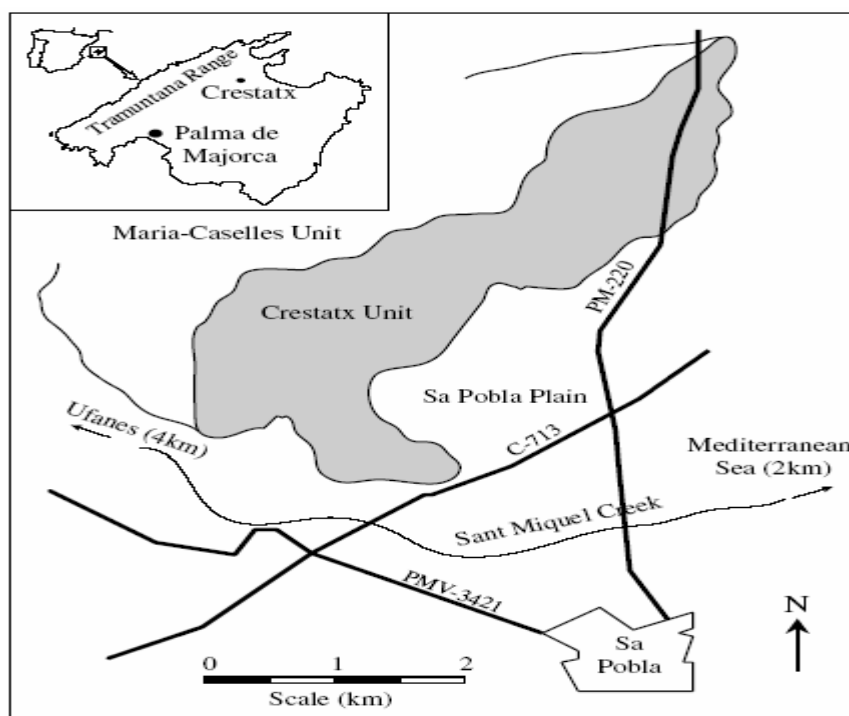 Tramuntana Range
Crestatx
Palma de
Majorca
Maria-Caselles Unit
Crestatx Unit
PM-220
Sa Pobla Plain
Ufanes (4km)
C-713
Mediterranean
Sea (2km)
Sant Miquel Creek
PMV-3421
N
Sa
Pobla
0 1 2
Scale (km)